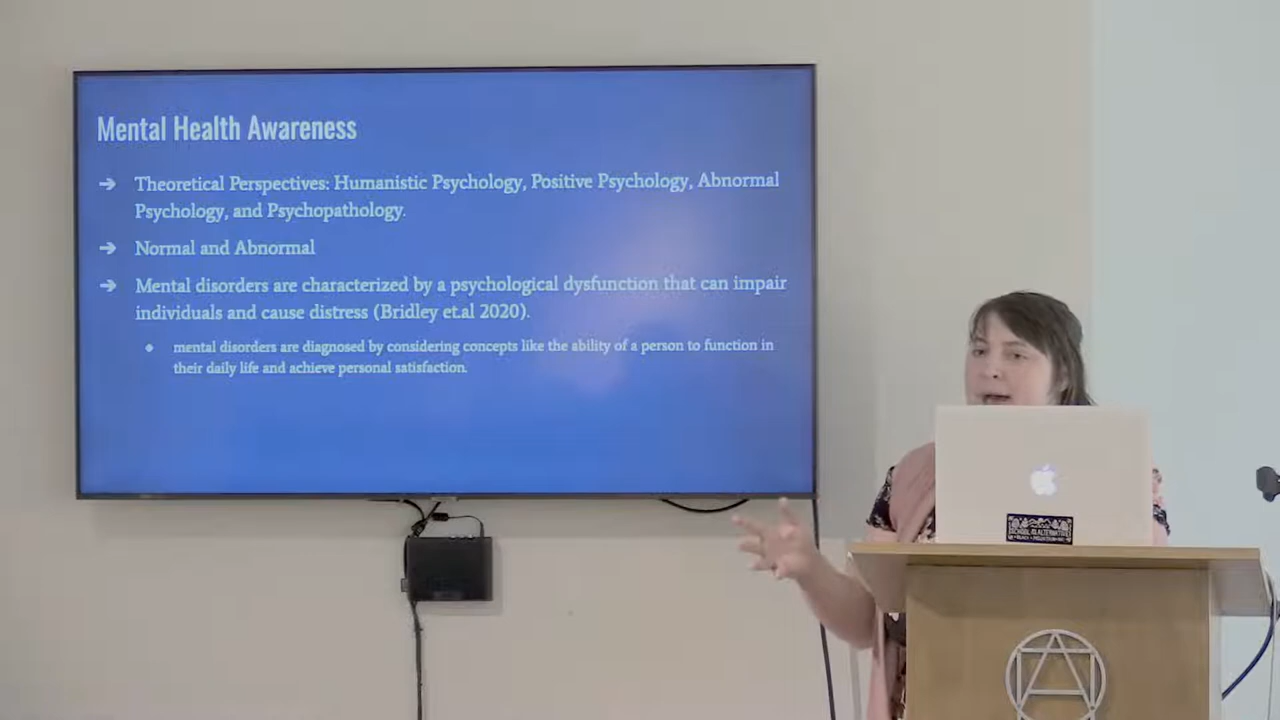 Mental Health Awareness
➔ Theoretical Perspectives: Humanistic Psychology, Positive Psychology, Abnormal
Psychology, and Psychopathology.
➔ Normal and Abnormal
➔ Mental disorders are characterized by a psychological dysfunction that can impair
individuals and cause distress (Bridley et.al 2020).
◆ mental disorders are diagnosed by considering concepts like the ability of a person to function in
their daily life and achieve personal satisfaction.
SCHOOL ALTERNATIVE